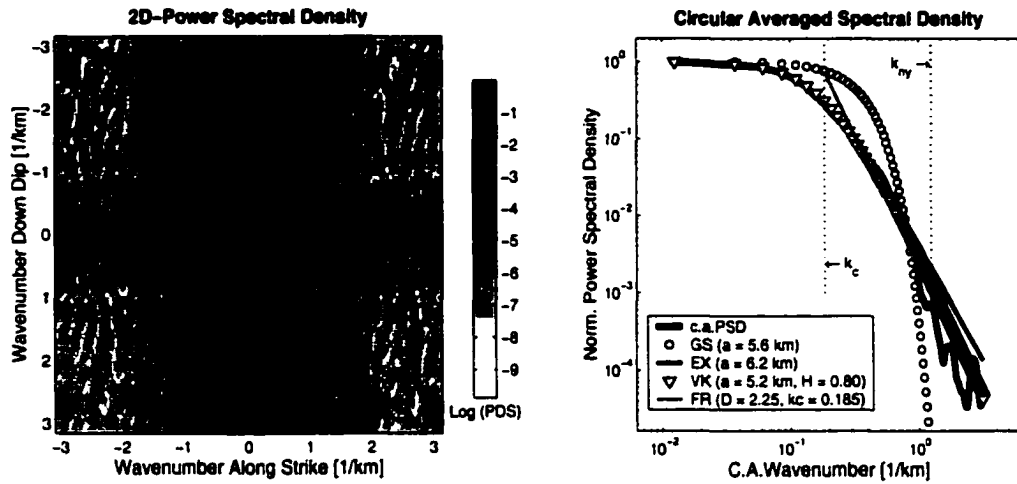 2D-Power Spectral Density
Wavenumber Down Dip [1/km]
-3
-2
-1
0
1
2
3
-3 -2 -1 0 1 2 3
Wavenumber Along Strike [1/km]
-1
-2
-3
-4
-5
-6
-7
-8
-9
Log (PDS)
Circular Averaged Spectral Density
Norm. Power Spectral Density
10^0
10^-1
10^-2
10^-3
10^-4
k_ny
k_c
c.a.PSD
GS (a = 5.6 km)
EX (a = 6.2 km)
VK (a = 5.2 km, H = 0.80)
FR (D = 2.25, kc = 0.185)
10^-2 10^-1 10^0
C.A.Wavenumber [1/km]